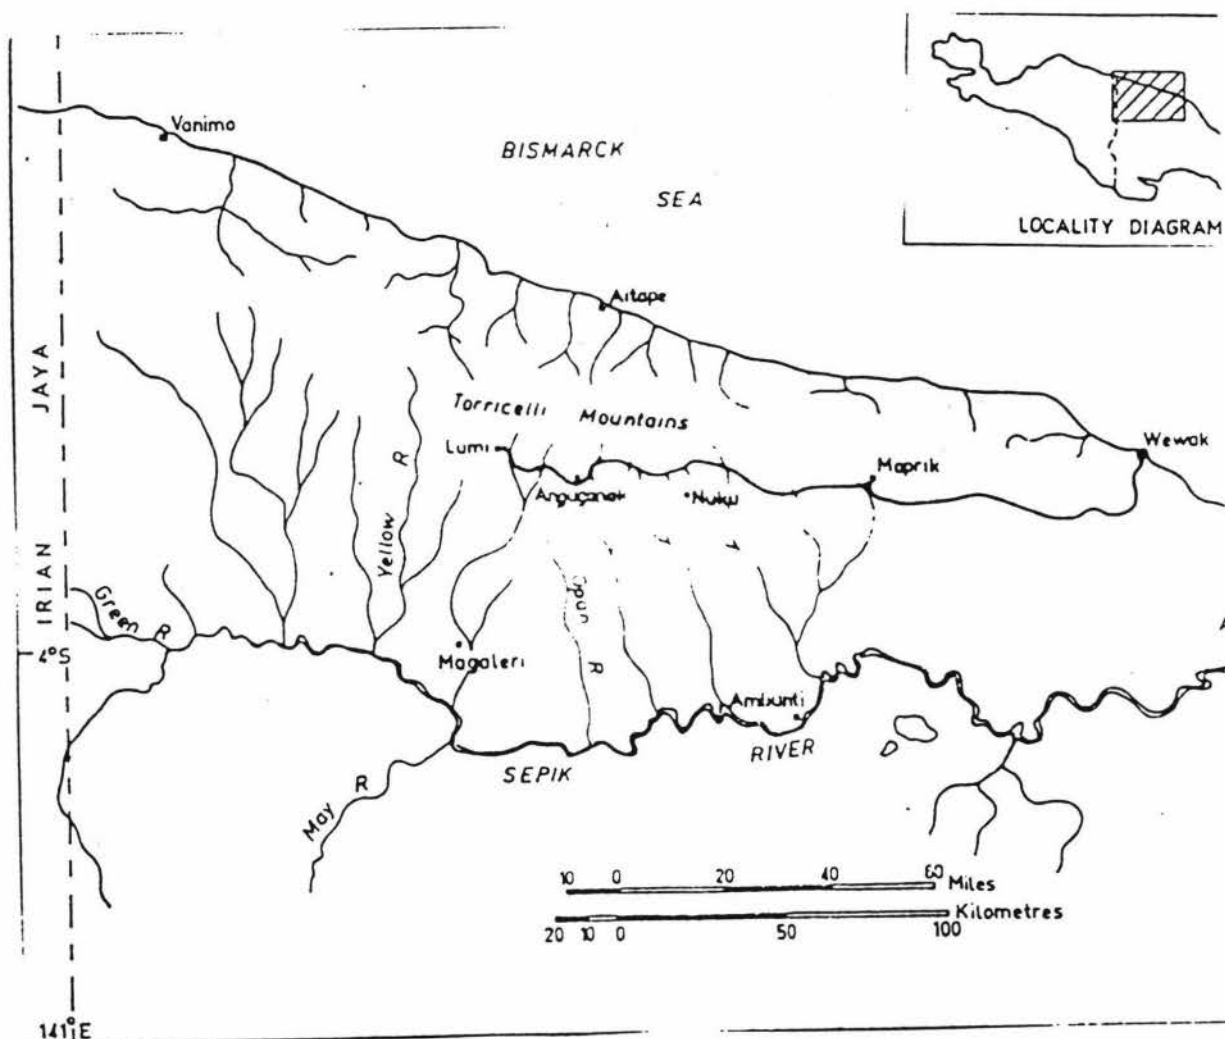 Vanimo
BISMARCK
SEA
LOCALITY DIAGRAM
Aitape
JAYA
Torricelli Mountains
Lumi
Wewak
Maprik
Nuku
Yellow R
IRIAN
Green R
4°S
Magaleri
R
Ambunti
SEPIK
RIVER
May R
10 0 20 40 60
Miles
Kilometres
20 10 0 50 100
141°E
A